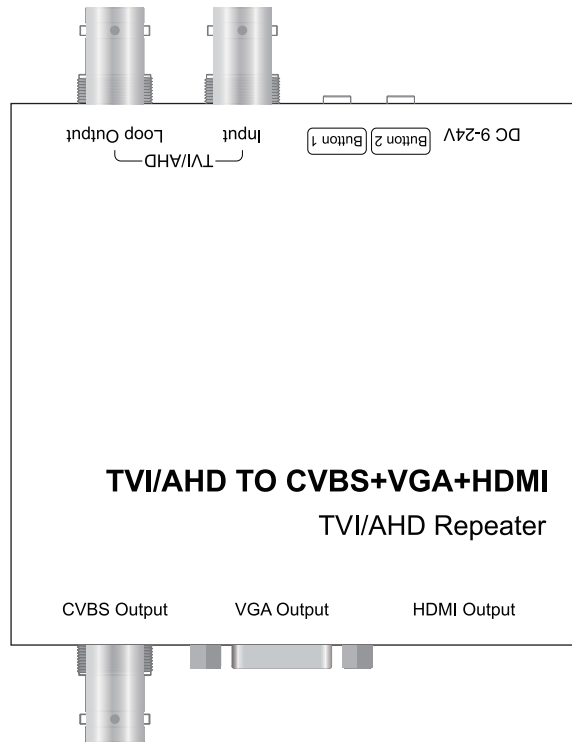 Loop Output
Input
TVI/AHD
Button 1
Button 2
DC 9-24V
TVI/AHD TO CVBS+VGA+HDMI
TVI/AHD Repeater
CVBS Output
VGA Output
HDMI Output